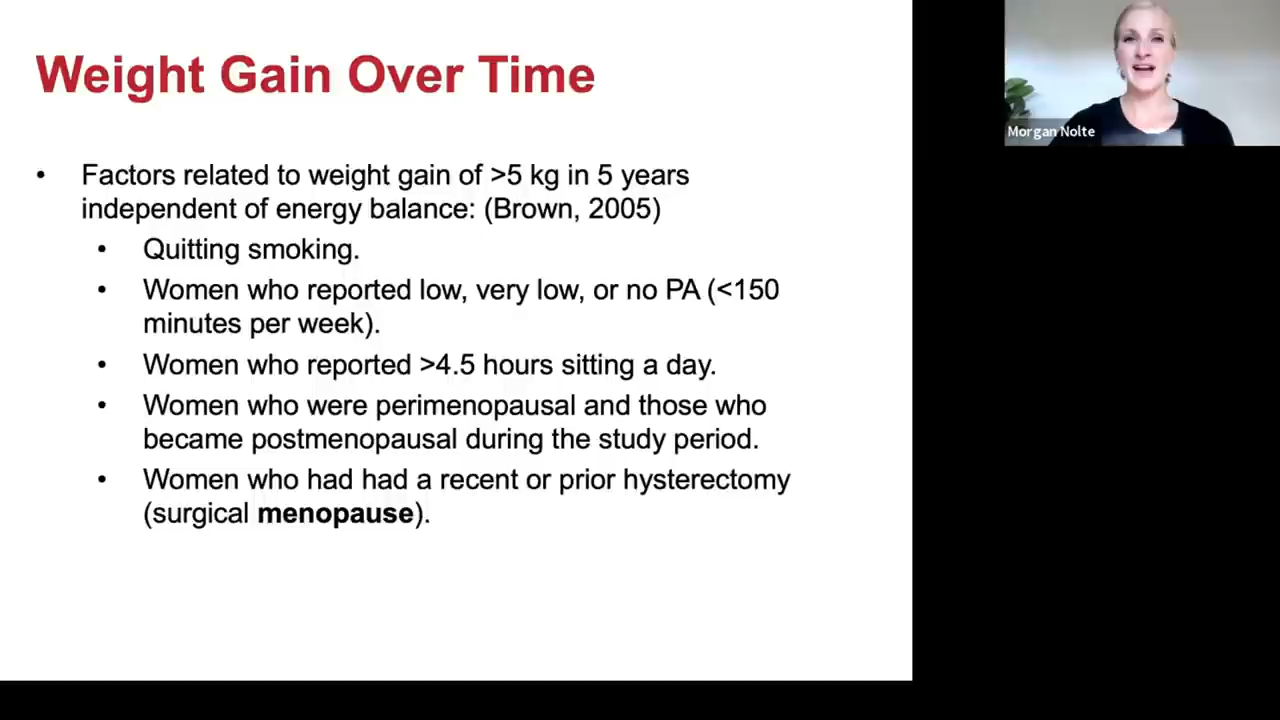 Weight Gain Over Time
Morgan Nolte
• Factors related to weight gain of >5 kg in 5 years
independent of energy balance: (Brown, 2005)
• Quitting smoking.
• Women who reported low, very low, or no PA (<150
minutes per week).
• Women who reported >4.5 hours sitting a day.
• Women who were perimenopausal and those who
became postmenopausal during the study period.
• Women who had had a recent or prior hysterectomy
(surgical menopause).